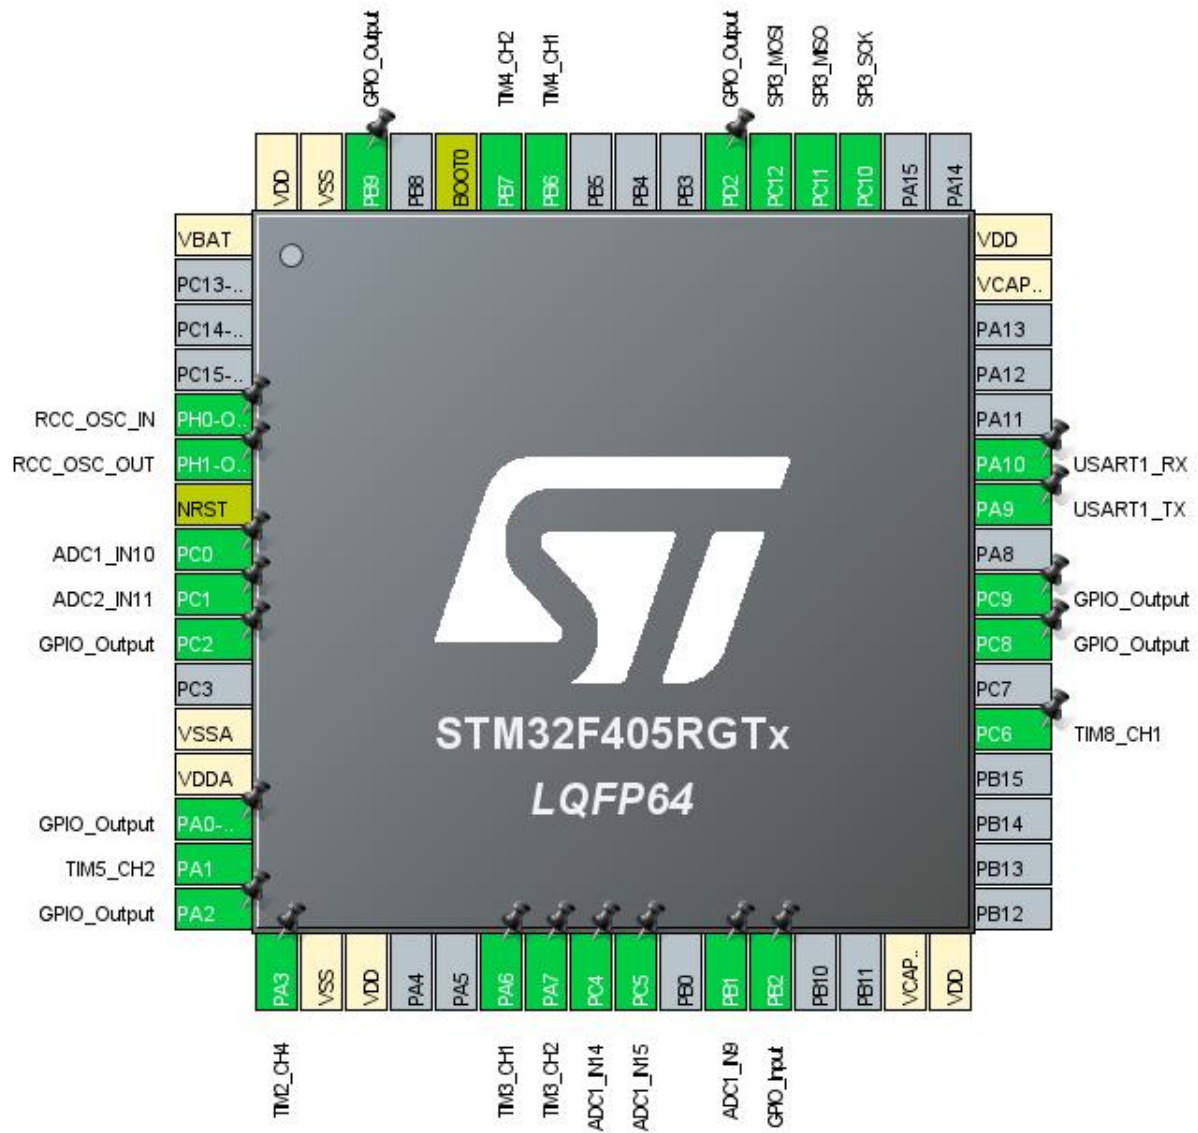 GPIO_Output
TIM4_CH2
TIM4_CH1
GPIO_Output
SPI3_MOSI
SPI3_MISO
SPI3_SCK
VDD
VSS
PB9
PB8
BOOT0
PB7
PB6
PB5
PB4
PB3
PD2
PC12
PC11
PC10
PA15
PA14
VBAT
PC13-..
PC14-..
PC15-..
RCC_OSC_IN PH0-O..
RCC_OSC_OUT PH1-O..
NRST
ADC1_IN10 PC0
ADC2_IN11 PC1
GPIO_Output PC2
PC3
VSSA
VDDA
GPIO_Output PA0-..
TIM5_CH2 PA1
GPIO_Output PA2
ST
STM32F405RGTx
LQFP64
VDD
VCAP..
PA13
PA12
PA11
PA10 USART1_RX
PA9 USART1_TX
PA8
PC9 GPIO_Output
PC8 GPIO_Output
PC7
PC6 TIM8_CH1
PB15
PB14
PB13
PB12
PA3
VSS
VDD
PA4
PA5
PA6
PA7
PC4
PC5
PB0
PB1
PB2
PB10
PB11
VCAP..
VDD
TIM2_CH4
TIM3_CH1
TIM3_CH2
ADC1_IN14
ADC1_IN15
ADC1_IN9
GPIO_Input